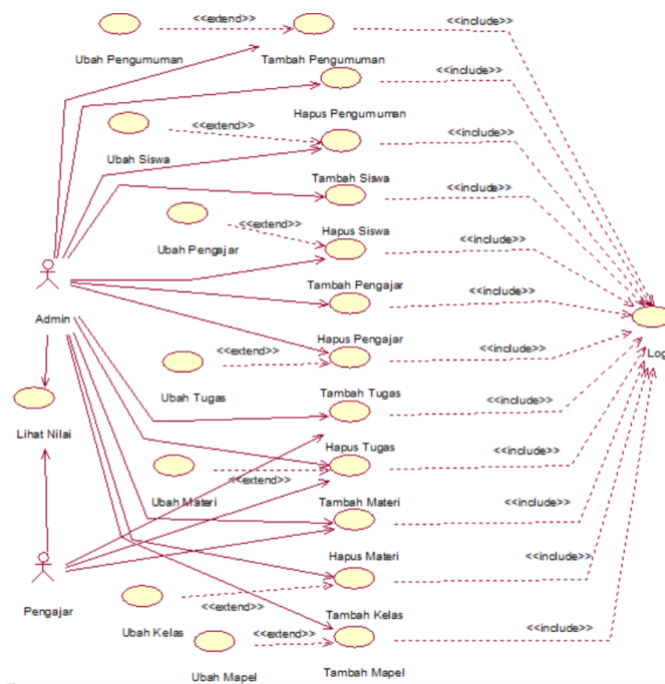 <<extend>>
<<include>>
Ubah Pengumuman
Tambah Pengumuman
<<include>>
<<extend>>
Hapus Pengumuman
<<include>>
Ubah Siswa
Tambah Siswa
<<include>>
<<extend>>
Ubah Pengajar
Hapus Siswa
<<include>>
Tambah Pengajar
<<include>>
Admin
Hapus Pengajar
<<include>>
Log
<<extend>>
Ubah Tugas
Tambah Tugas
<<include>>
Lihat Nilai
Hapus Tugas
<<include>>
<<extend>>
Ubah Materi
Tambah Materi
<<include>>
Hapus Materi
<<include>>
Pengajar
<<extend>>
Ubah Kelas
Tambah Kelas
<<include>>
<<extend>>
Ubah Mapel
Tambah Mapel